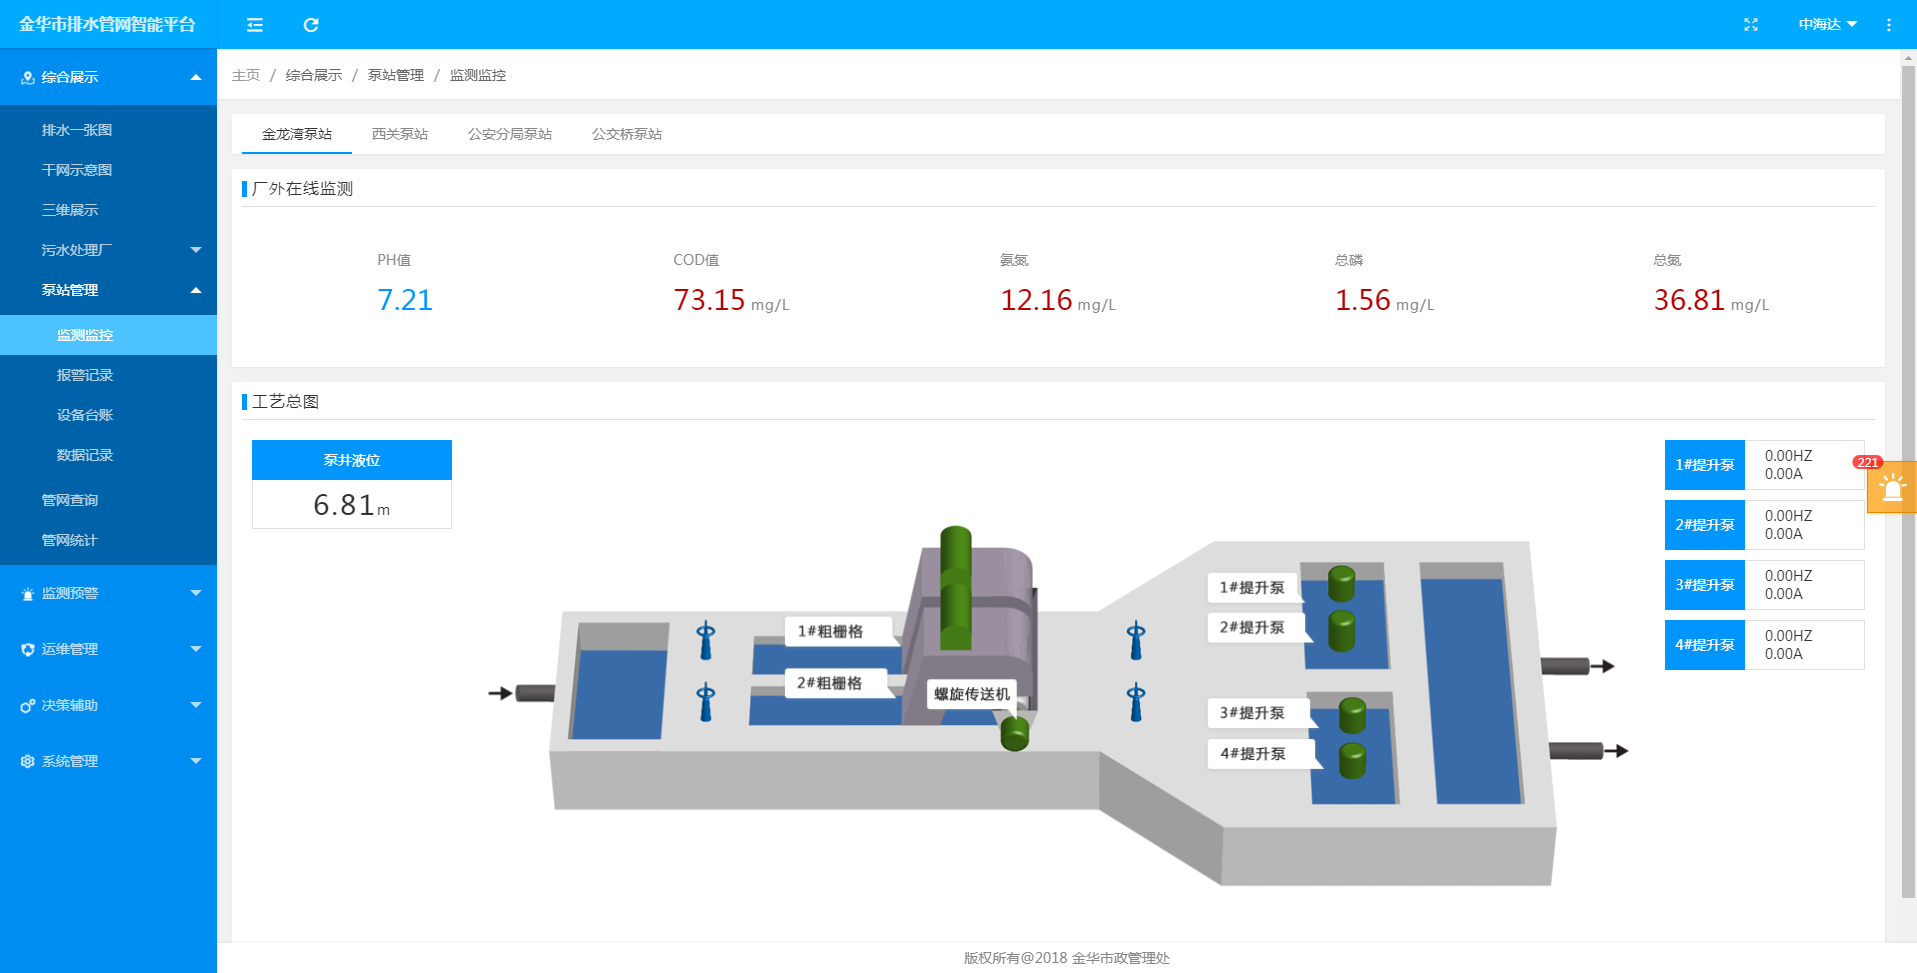 金华市排水管网智能平台
中海达
综合展示
排水一张图
干网示意图
三维展示
污水处理厂
泵站管理
监测监控
报警记录
设备台账
数据记录
管网查询
管网统计
监测预警
运维管理
决策辅助
系统管理
主页 / 综合展示 / 泵站管理 / 监测监控
金龙湾泵站 西关泵站 公安分局泵站 公交桥泵站
厂外在线监测
PH值
7.21
COD值
73.15 mg/L
氨氮
12.16 mg/L
总磷
1.56 mg/L
总氮
36.81 mg/L
工艺总图
泵井液位
6.81m
1#粗栅格
2#粗栅格
螺旋传送机
1#提升泵
2#提升泵
3#提升泵
4#提升泵
1#提升泵
0.00HZ
0.00A
2#提升泵
0.00HZ
0.00A
3#提升泵
0.00HZ
0.00A
4#提升泵
0.00HZ
0.00A
221
版权所有@2018 金华市政管理处